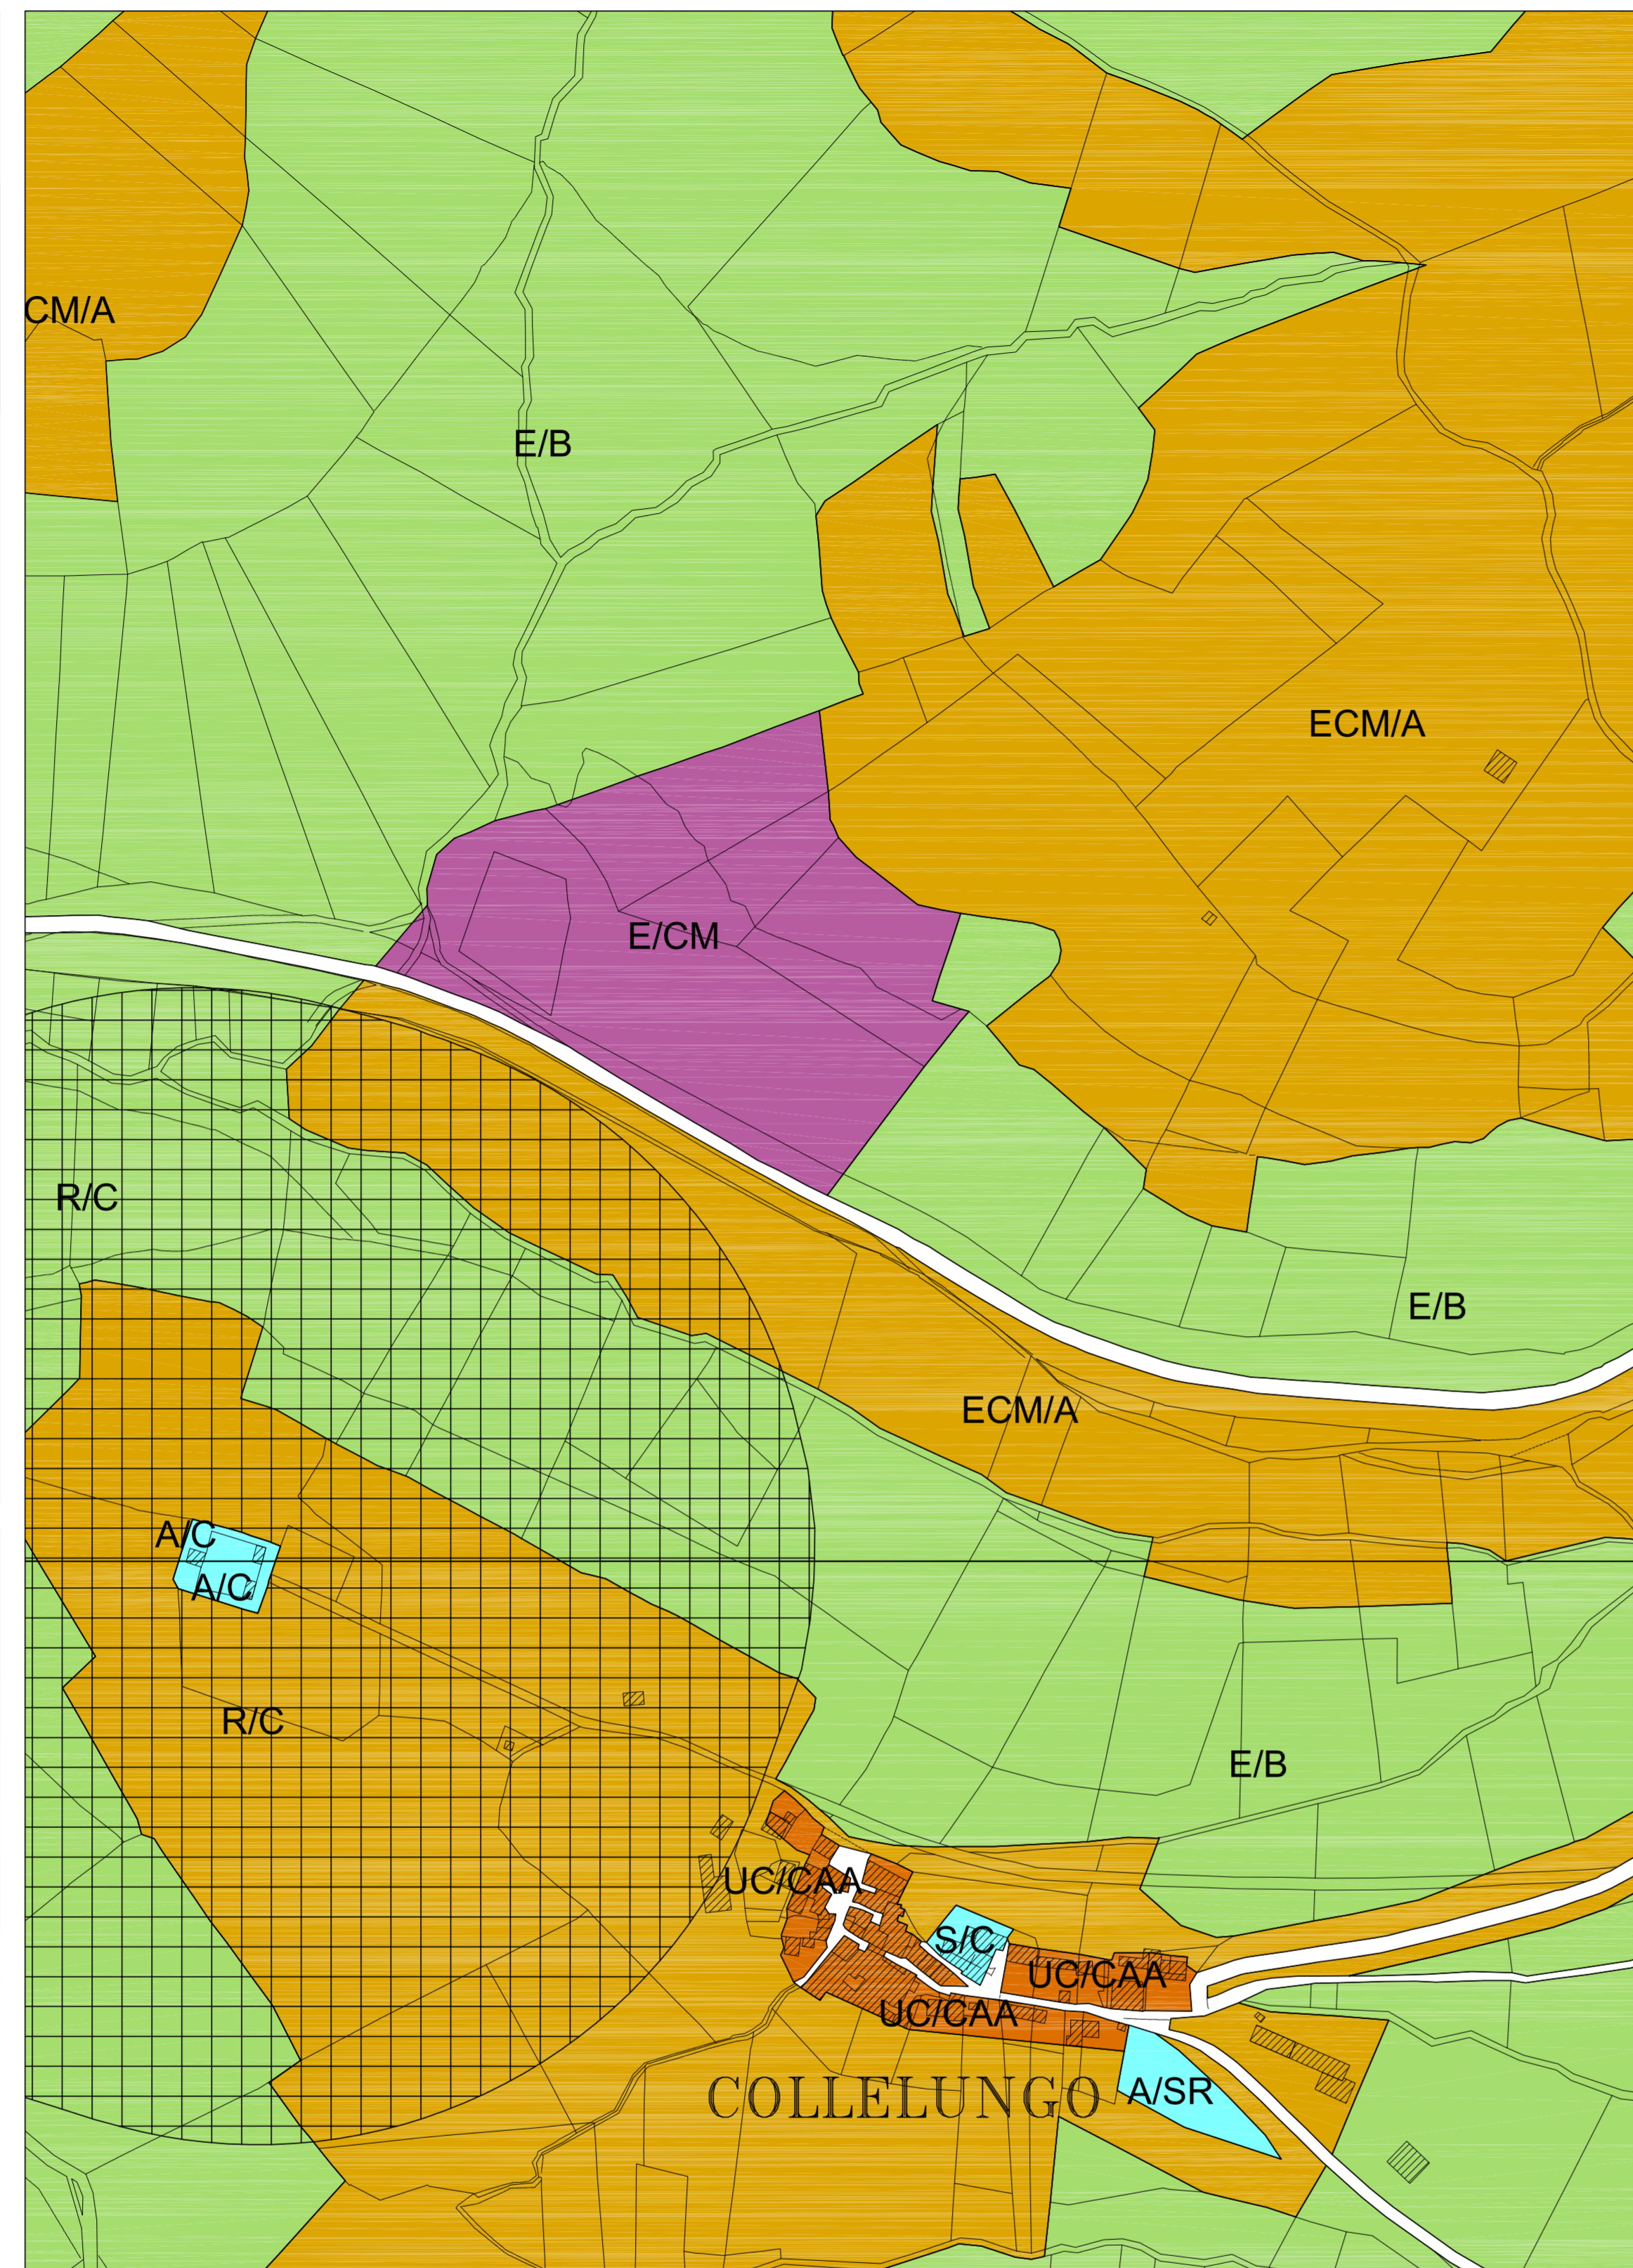 CM/A
E/B
ECM/A
E/CM
R/C
E/B
ECM/A
A/C
A/C
R/C
E/B
UC/CAA
S/C
UC/CAA
UC/CAA
COLLELUNGO
A/SR